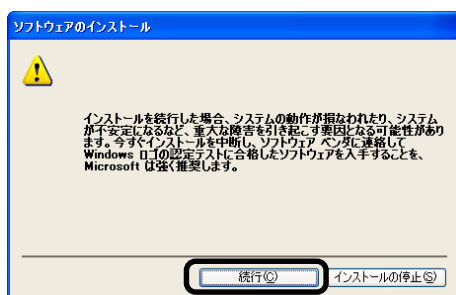 ソフトウェアのインストール
インストールを続行した場合、システムの動作が損なわれたり、システム
が不安定になるなど、重大な障害を引き起こす要因となる可能性があり
ます。今すぐインストールを中断し、ソフトウェア ベンダに連絡して
Windows ロゴの認定テストに合格したソフトウェアを入手することを、
Microsoft は強く推奨します。
続行(C) インストールの停止(S)